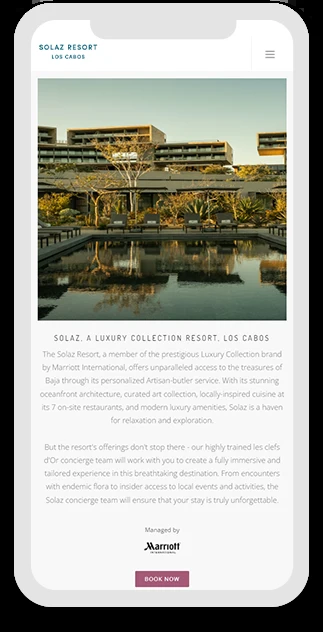 SOLAZ RESORT
LOS CABOS
SOLAZ, A LUXURY COLLECTION RESORT, LOS CABOS
The Solaz Resort, a member of the prestigious Luxury Collection brand
by Marriott International, offers unparalleled access to the treasures of
Baja through its personalized Artisan-butler service. With its stunning
oceanfront architecture, curated art collection, locally-inspired cuisine at
its 7 on-site restaurants, and modern luxury amenities, Solaz is a haven
for relaxation and exploration.
But the resort's offerings don't stop there - our highly trained les clefs
d'Or concierge team will work with you to create a fully immersive and
tailored experience in this breathtaking destination. From encounters
with endemic flora to insider access to local events and activities, the
Solaz concierge team will ensure that your stay is truly unforgettable.
Managed by
Marriott
INTERNATIONAL
BOOK NOW